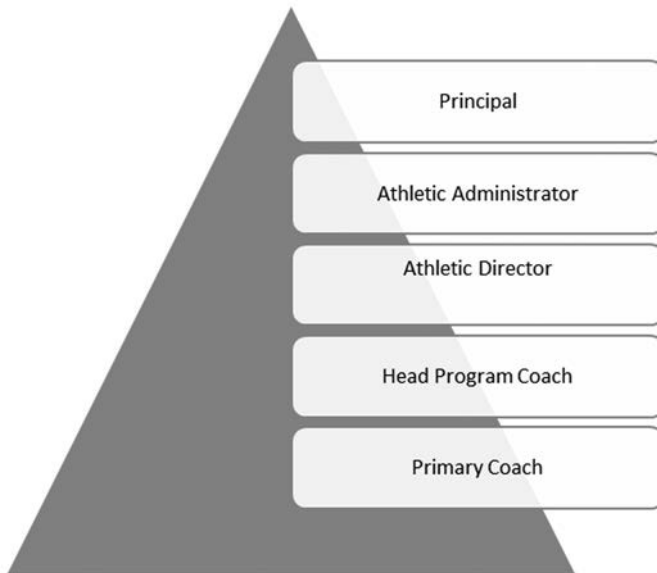 Principal
Athletic Administrator
Athletic Director
Head Program Coach
Primary Coach